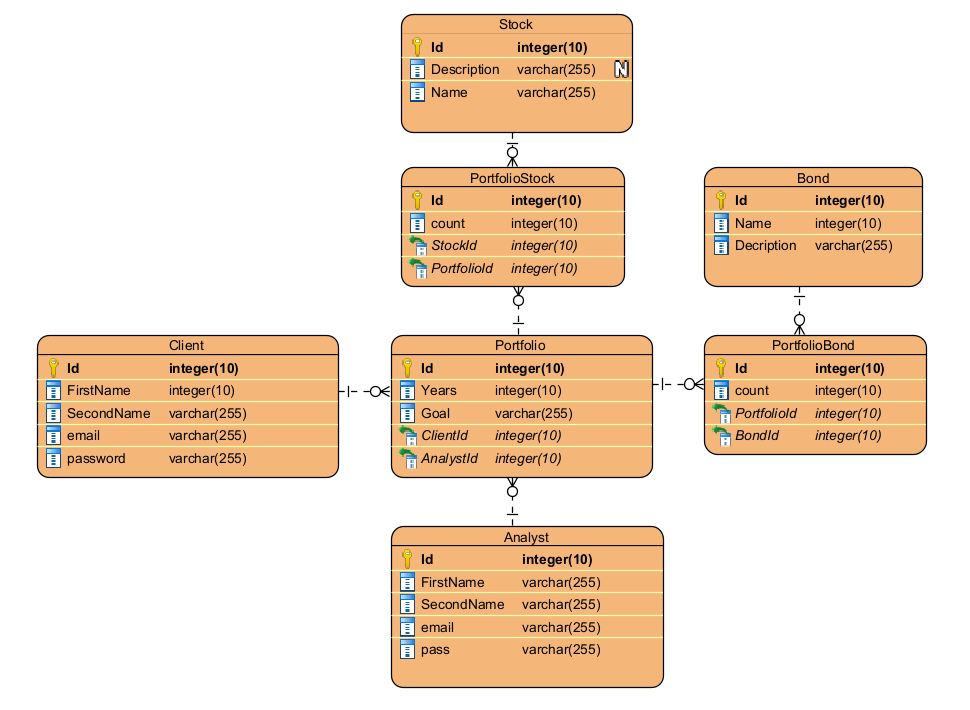 Stock
Id integer(10)
Description varchar(255) N
Name varchar(255)
PortfolioStock
Id integer(10)
count integer(10)
StockId integer(10)
PortfolioId integer(10)
Bond
Id integer(10)
Name integer(10)
Decription varchar(255)
Client
Id integer(10)
FirstName integer(10)
SecondName varchar(255)
email varchar(255)
password varchar(255)
Portfolio
Id integer(10)
Years integer(10)
Goal varchar(255)
ClientId integer(10)
AnalystId integer(10)
PortfolioBond
Id integer(10)
count integer(10)
PortfolioId integer(10)
BondId integer(10)
Analyst
Id integer(10)
FirstName varchar(255)
SecondName varchar(255)
email varchar(255)
pass varchar(255)